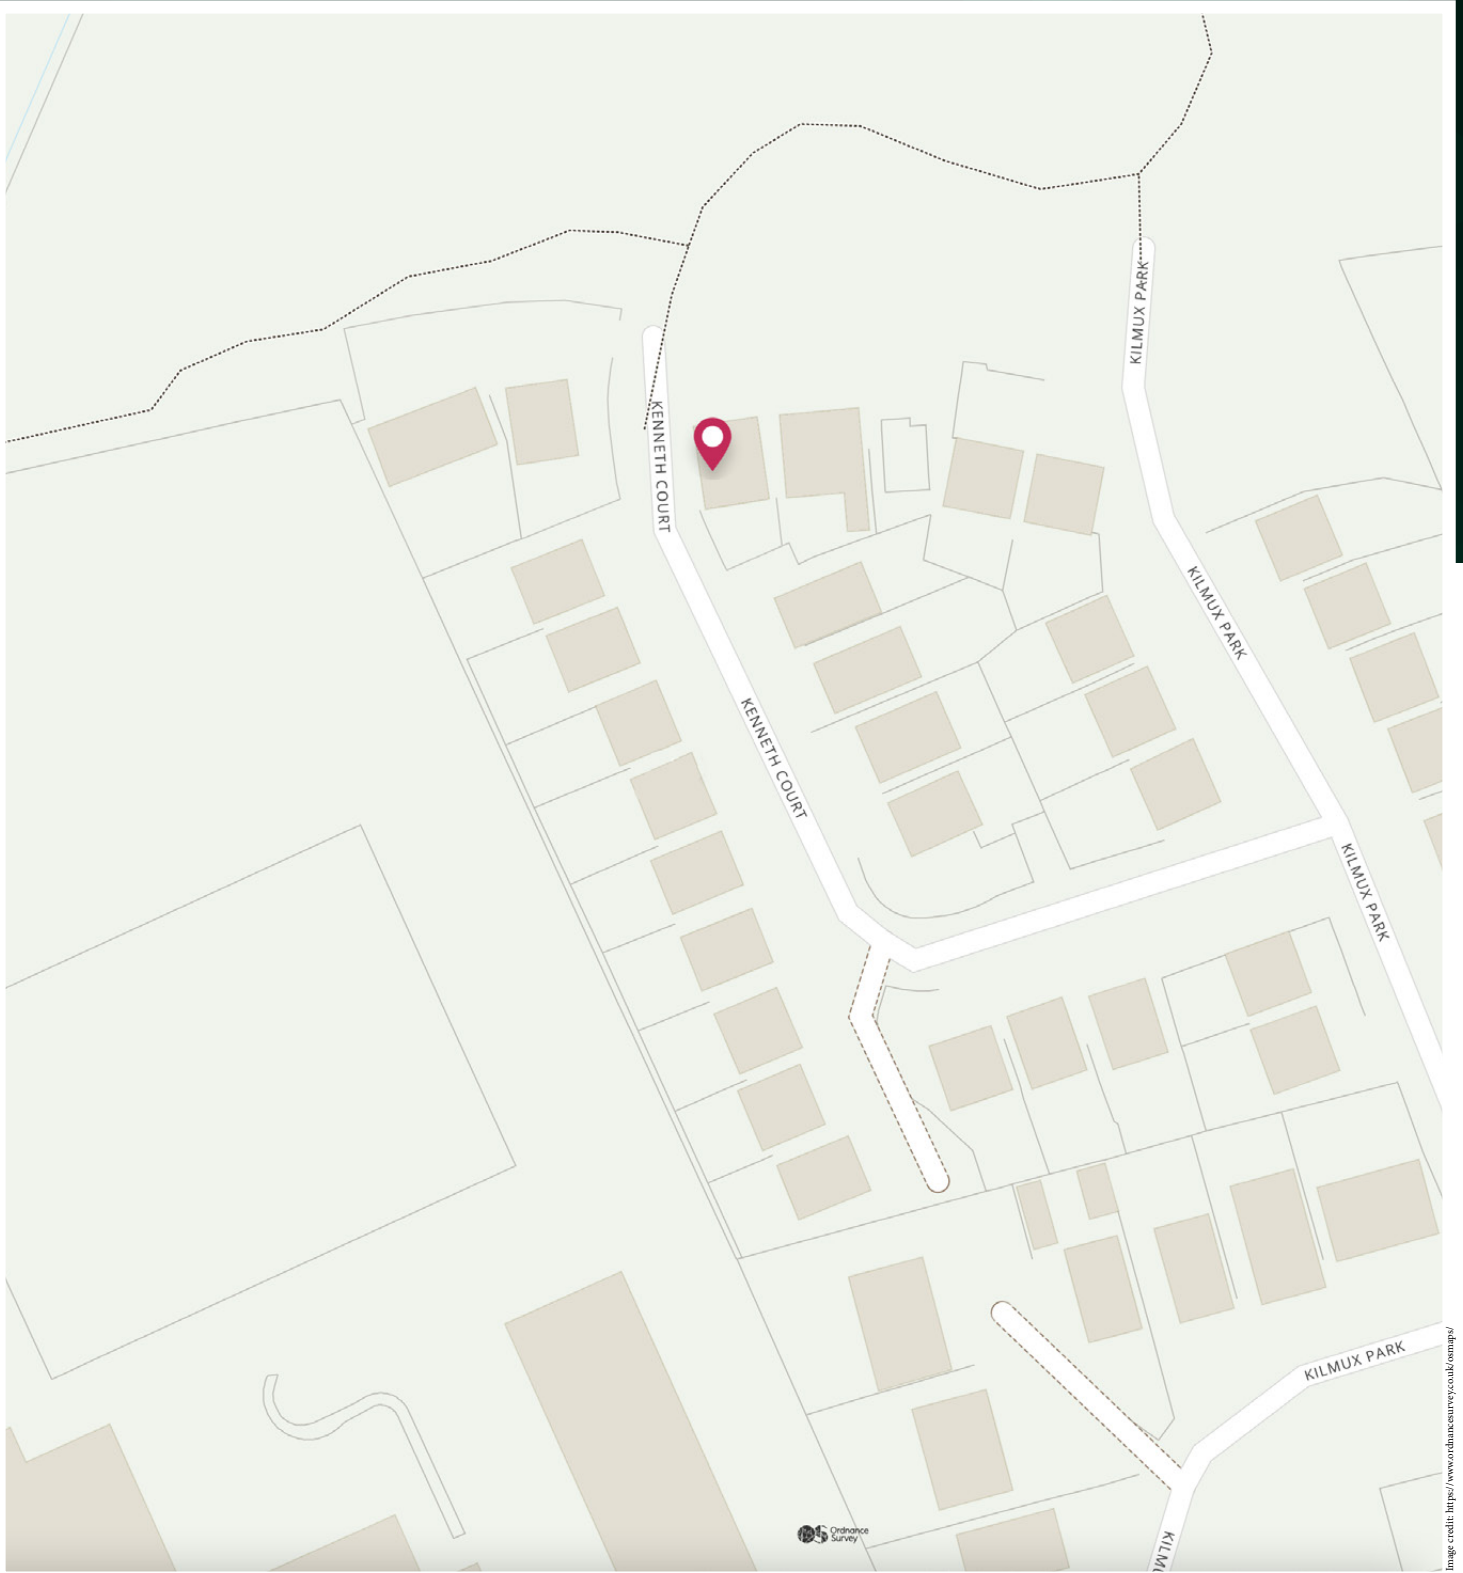 KILMUX PARK
KENNETH COURT
KILMUX PARK
KENNETH COURT
KILMUX PARK
KILMUX PARK
KILM
Ordnance
Survey
Image credit: https://www.ordnancesurvey.co.uk/osmaps/